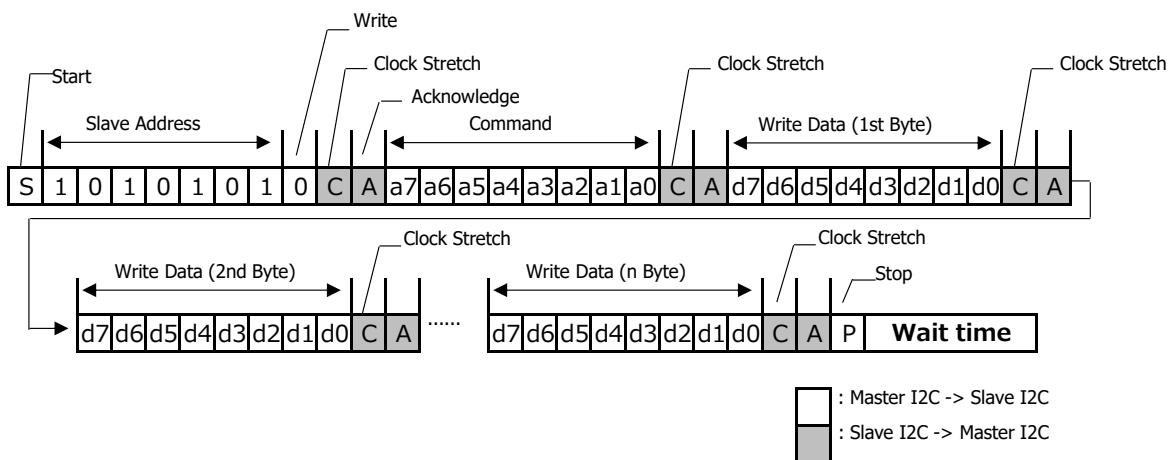 Write
Start
Clock Stretch
Clock Stretch
Clock Stretch
Acknowledge
Slave Address
Command
Write Data (1st Byte)
S 1 0 1 0 1 0 1 0 0 C A a7 a6 a5 a4 a3 a2 a1 a0 C A d7 d6 d5 d4 d3 d2 d1 d0 C A
Clock Stretch
Clock Stretch
Write Data (2nd Byte)
Write Data (n Byte)
Stop
d7 d6 d5 d4 d3 d2 d1 d0 C A ...... d7 d6 d5 d4 d3 d2 d1 d0 C A P Wait time
: Master I2C -> Slave I2C
: Slave I2C -> Master I2C